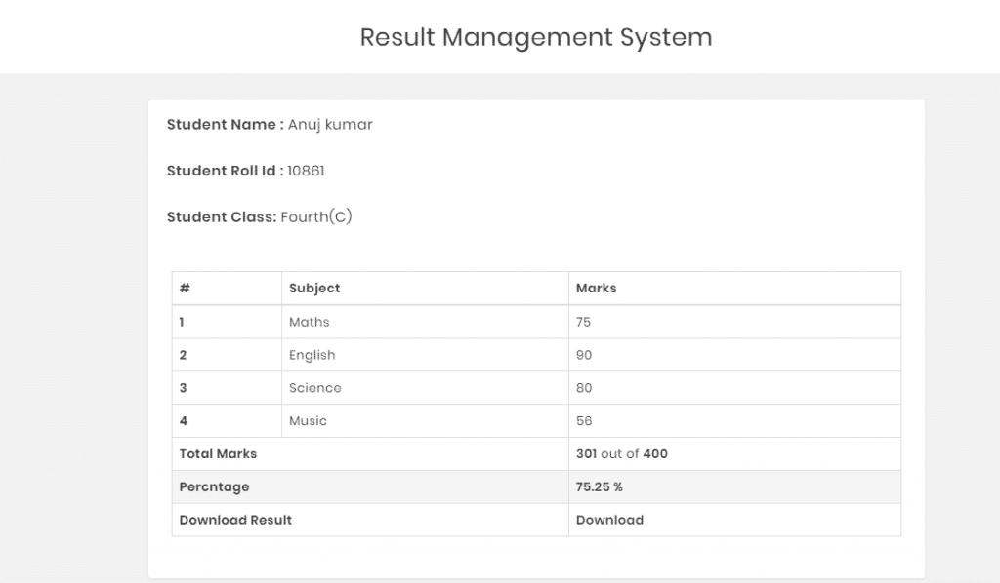 Result Management System
Student Name : Anuj kumar
Student Roll Id : 10861
Student Class: Fourth(C)
# Subject Marks
1 Maths 75
2 English 90
3 Science 80
4 Music 56
Total Marks 301 out of 400
Percntage 75.25 %
Download Result Download